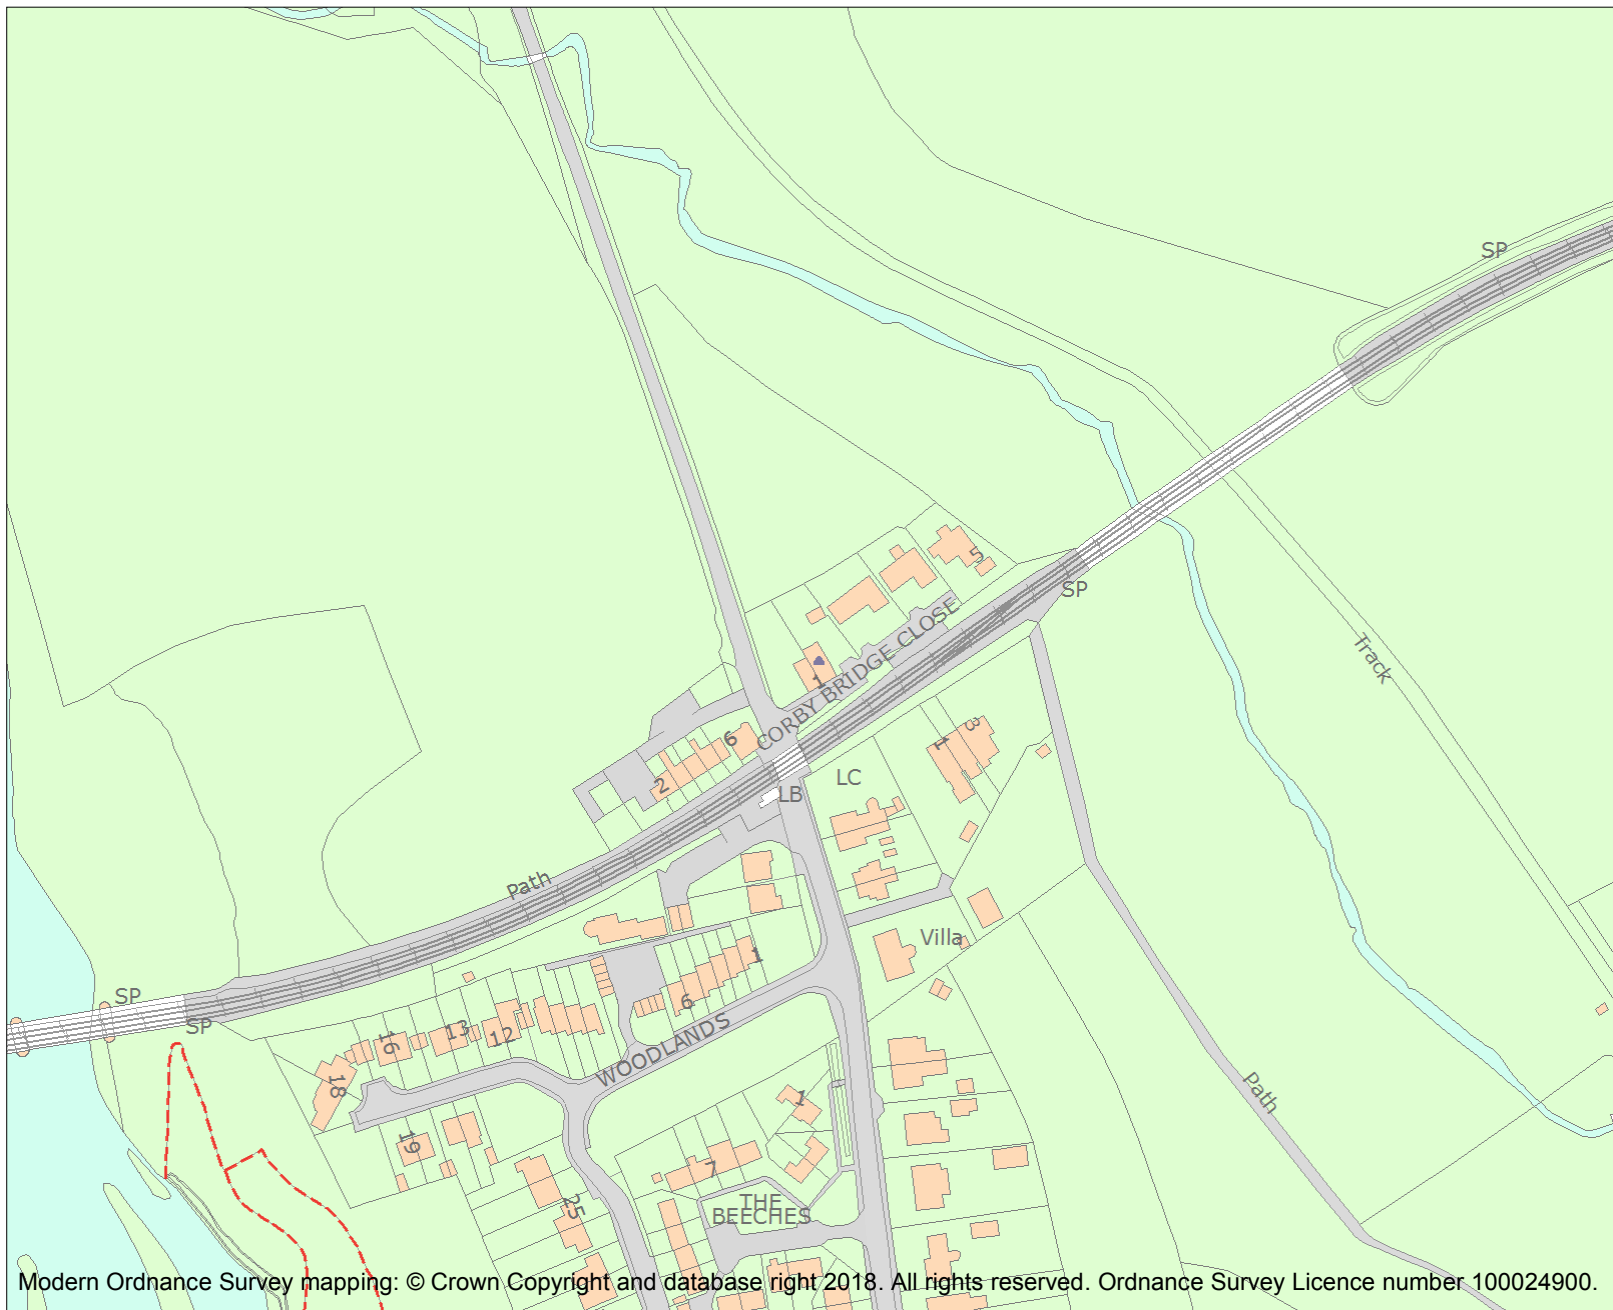 SP
5
SP
CORBY BRIDGE CLOSE
Track
1
6
3
1
2
LC
LB
Path
Villa
1
SP
SP
6
13
12
16
WOODLANDS
18
Path
1
19
7
25
THE
BEECHES
Modern Ordnance Survey mapping: © Crown Copyright and database right 2018. All rights reserved. Ordnance Survey Licence number 100024900.